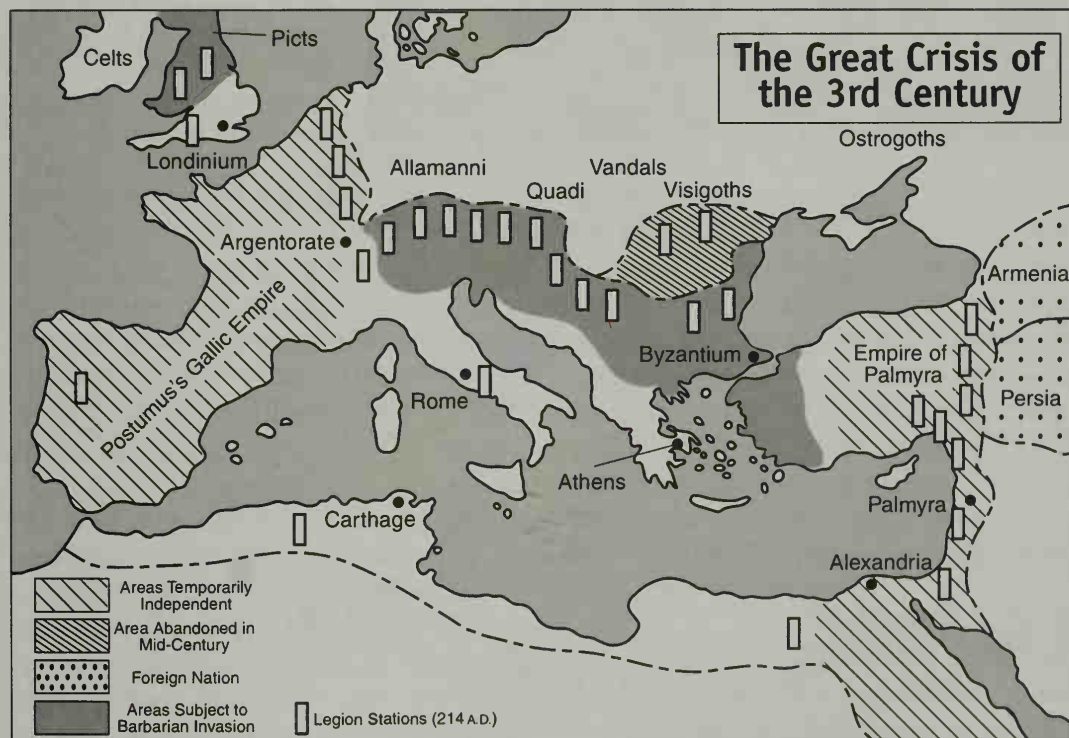 The Great Crisis of
the 3rd Century
Celts
Picts
Londinium
Allamanni
Quadi
Vandals
Visigoths
Ostrogoths
Argentorate
Postumus's Gallic Empire
Rome
Byzantium
Athens
Armenia
Empire of
Palmyra
Persia
Palmyra
Carthage
Alexandria
Areas Temporarily
Independent
Area Abandoned in
Mid-Century
Foreign Nation
Areas Subject to
Barbarian Invasion
Legion Stations (214 A.D.)